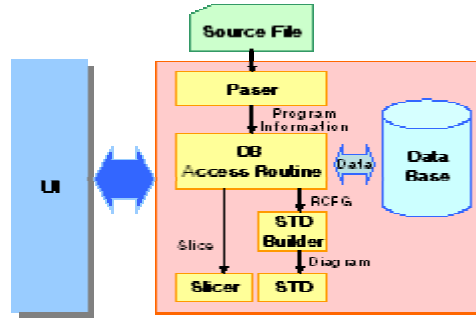 Source File
Paser
Program
Information
DB
Access Routine
Data
Data
Base
UI
RCFG
STD
Builder
Slice
Diagram
Slicer
STD